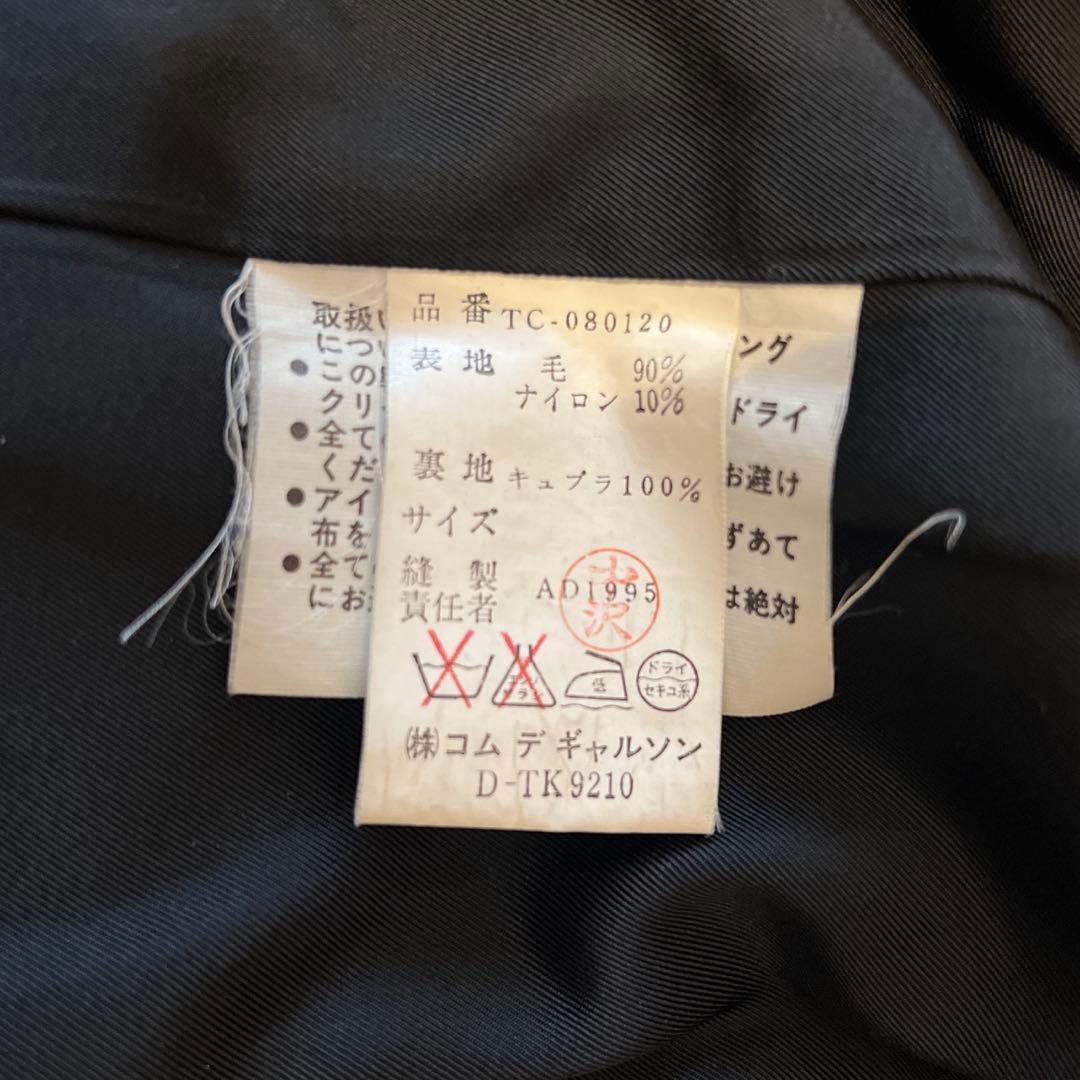 品番 TC-080120
表地 毛 90%
ナイロン 10%
裏地 キュプラ100%
サイズ
縫製
責任者
AD1995
小沢
低
ドライ
セキユ系
㈱コム デ ギャルソン
D-TK9210
取扱い
につ
● この
クリ
● 全て
くだ
● アイ
布を
● 全て
にお
ング
ドライ
お避け
ずあて
は絶対